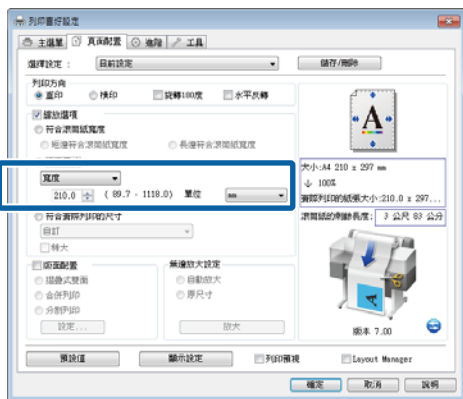 列印喜好設定
主選單 頁面配置 進階 工具
選擇設定： 目前設定 儲存/刪除
列印方向
直印 橫印 旋轉180度 水平反轉
縮放選項
符合滾筒紙寬度
短邊符合滾筒紙寬度 長邊符合滾筒紙寬度
寬度
210.0 ( 89.7 - 1118.0) 單位 mm
符合實際列印的尺寸
自訂
轉大
版面配置
摺疊式雙面
合併列印
分割列印
設定...
無邊放大設定
自動放大
原尺寸
放大
A
大小:A4 210 x 297 mm
100%
實際列印的紙張大小:210.0 x 297...
滾筒紙的剩餘長度: 3 公尺 83 公分
版本 7.00
預設值 顯示設定 列印預視 Layout Manager
確定 取消 說明